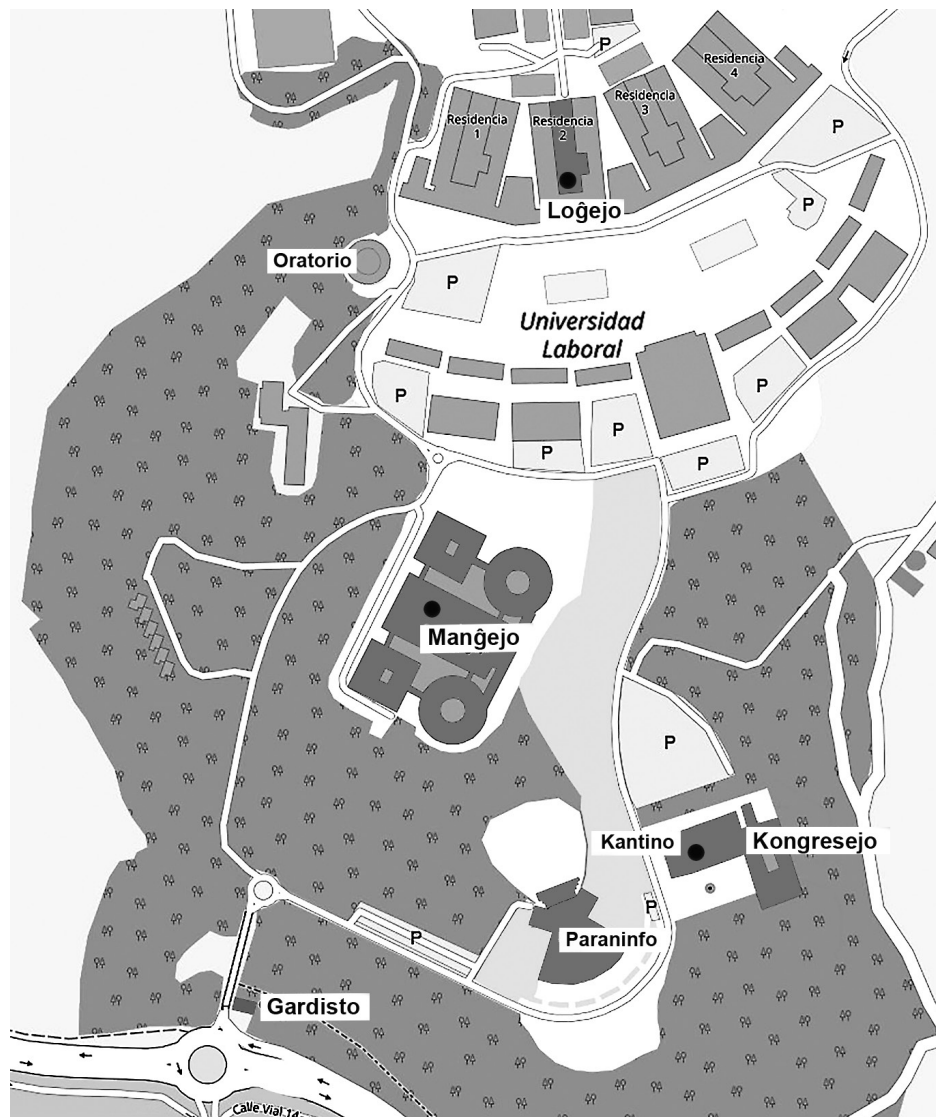 P
Residencia
4
Residencia
3
Residencia
1
Residencia
2
P
Loĝejo
P
Oratorio
P
Universidad
Laboral
P
P
P
P
P
Manĝejo
P
Kantino
Kongresejo
P
P
Paraninfo
Gardisto
Calle Vial 14